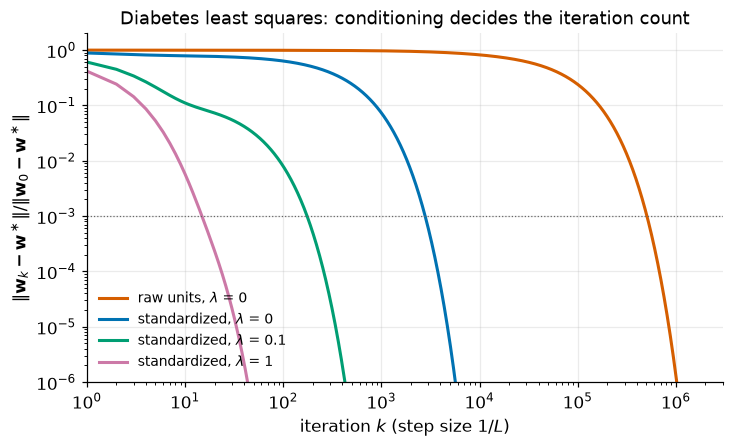 Diabetes least squares: conditioning decides the iteration count
‖w_k − w*‖/‖w_0 − w*‖
10^0
10^−1
10^−2
10^−3
10^−4
10^−5
10^−6
raw units, λ = 0
standardized, λ = 0
standardized, λ = 0.1
standardized, λ = 1
10^0 10^1 10^2 10^3 10^4 10^5 10^6
iteration k (step size 1/L)